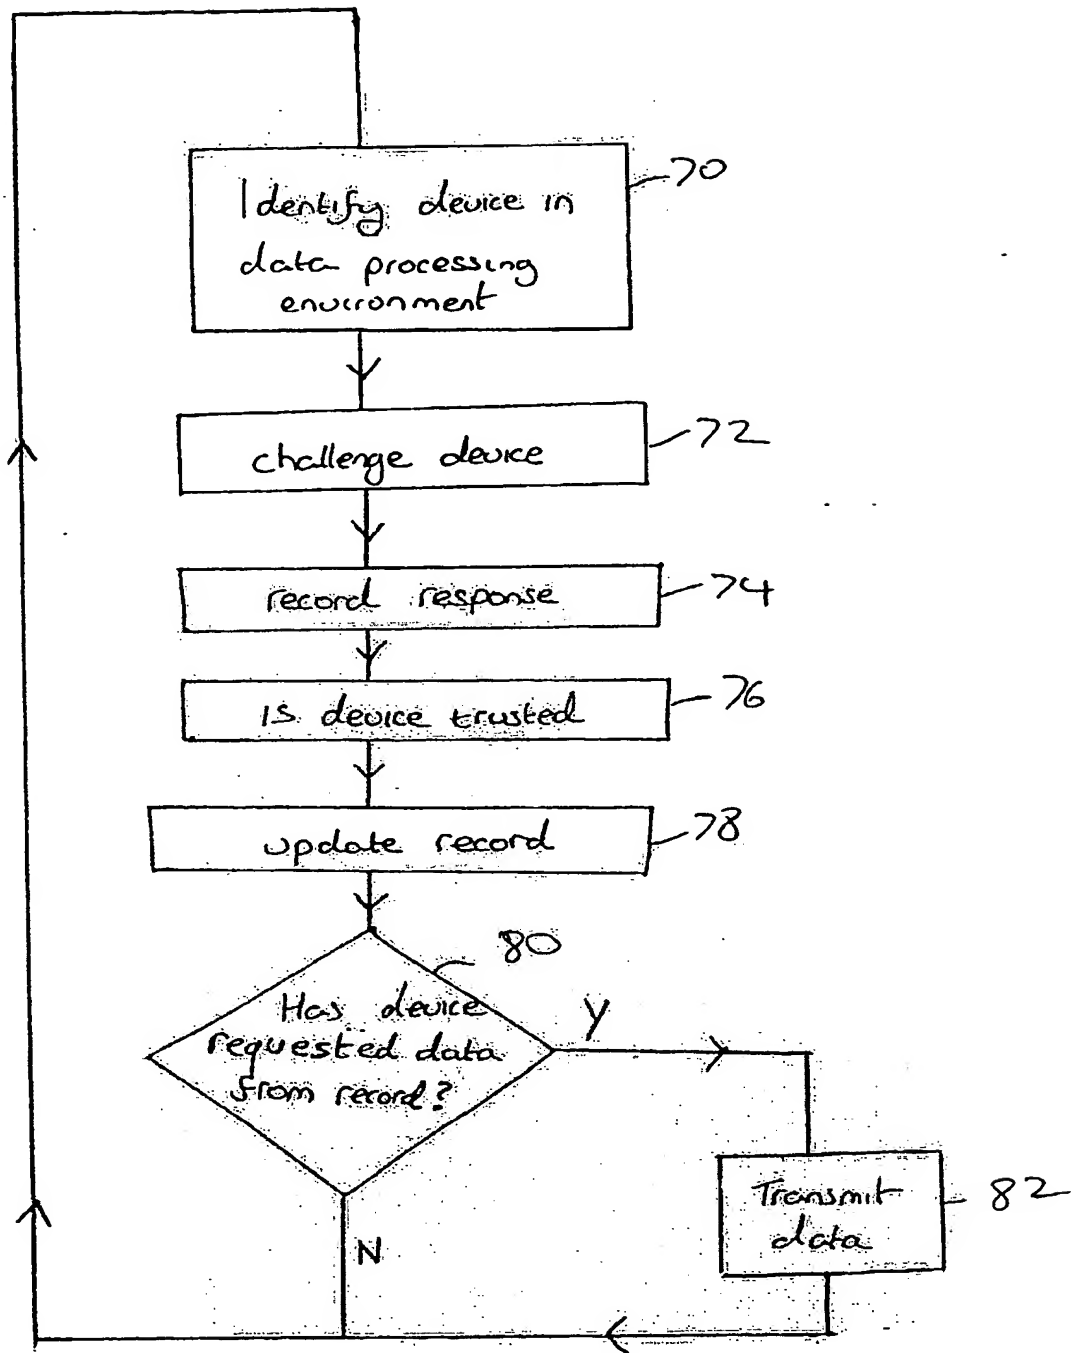 70
Identify device in
data processing
environment
72
challenge device
74
record response
76
is device trusted
78
update record
80
Has device
requested data
from record?
Y
Transmit
data
82
N